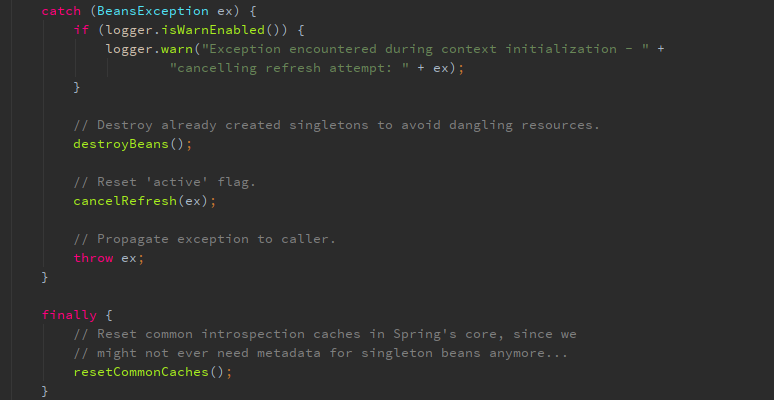 catch (BeansException ex) {
if (logger.isWarnEnabled()) {
logger.warn("Exception encountered during context initialization - " +
"cancelling refresh attempt: " + ex);
}
// Destroy already created singletons to avoid dangling resources.
destroyBeans();
// Reset 'active' flag.
cancelRefresh(ex);
// Propagate exception to caller.
throw ex;
}
finally {
// Reset common introspection caches in Spring's core, since we
// might not ever need metadata for singleton beans anymore...
resetCommonCaches();
}